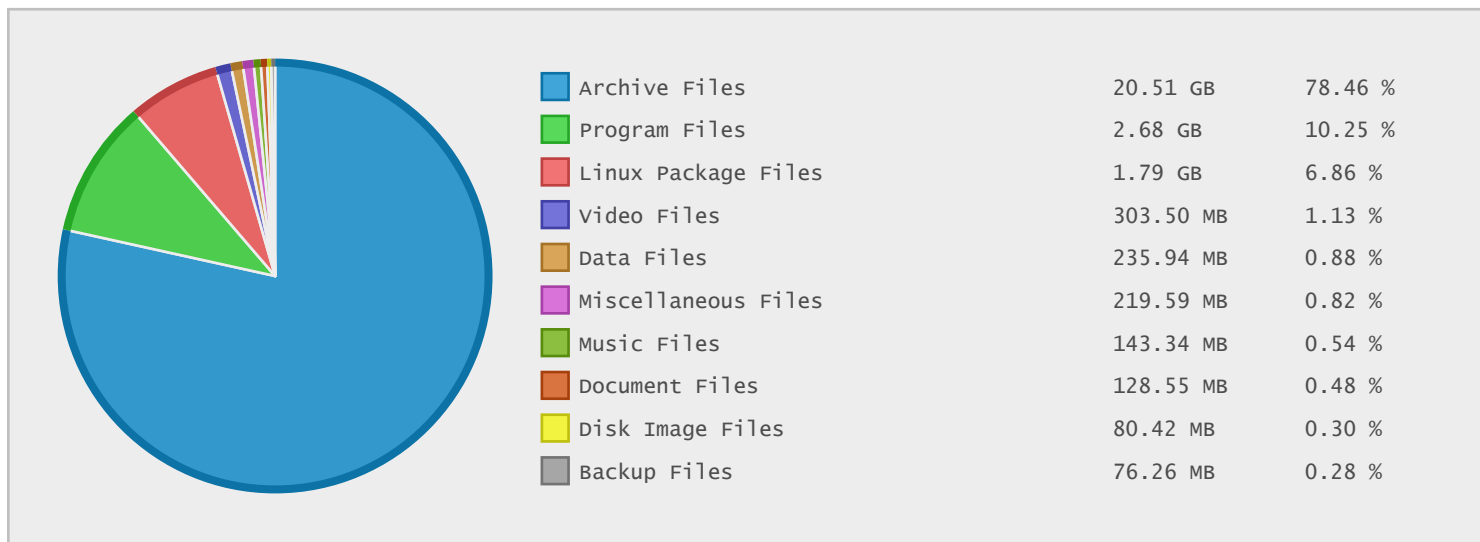 Archive Files 20.51 GB 78.46 %
Program Files 2.68 GB 10.25 %
Linux Package Files 1.79 GB 6.86 %
Video Files 303.50 MB 1.13 %
Data Files 235.94 MB 0.88 %
Miscellaneous Files 219.59 MB 0.82 %
Music Files 143.34 MB 0.54 %
Document Files 128.55 MB 0.48 %
Disk Image Files 80.42 MB 0.30 %
Backup Files 76.26 MB 0.28 %